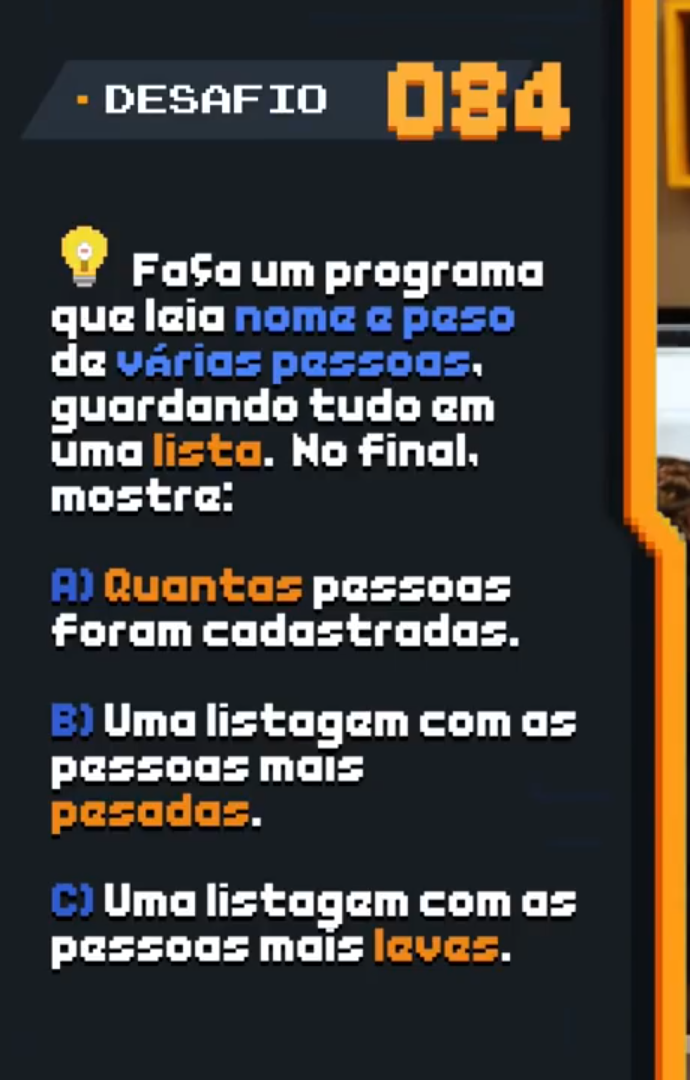 DESAFIO 084
Faça um programa
que leia nome e peso
de várias pessoas,
guardando tudo em
uma lista. No final,
mostre:
A) Quantas pessoas
foram cadastradas.
B) Uma listagem com as
pessoas mais
pesadas.
C) Uma listagem com as
pessoas mais leves.